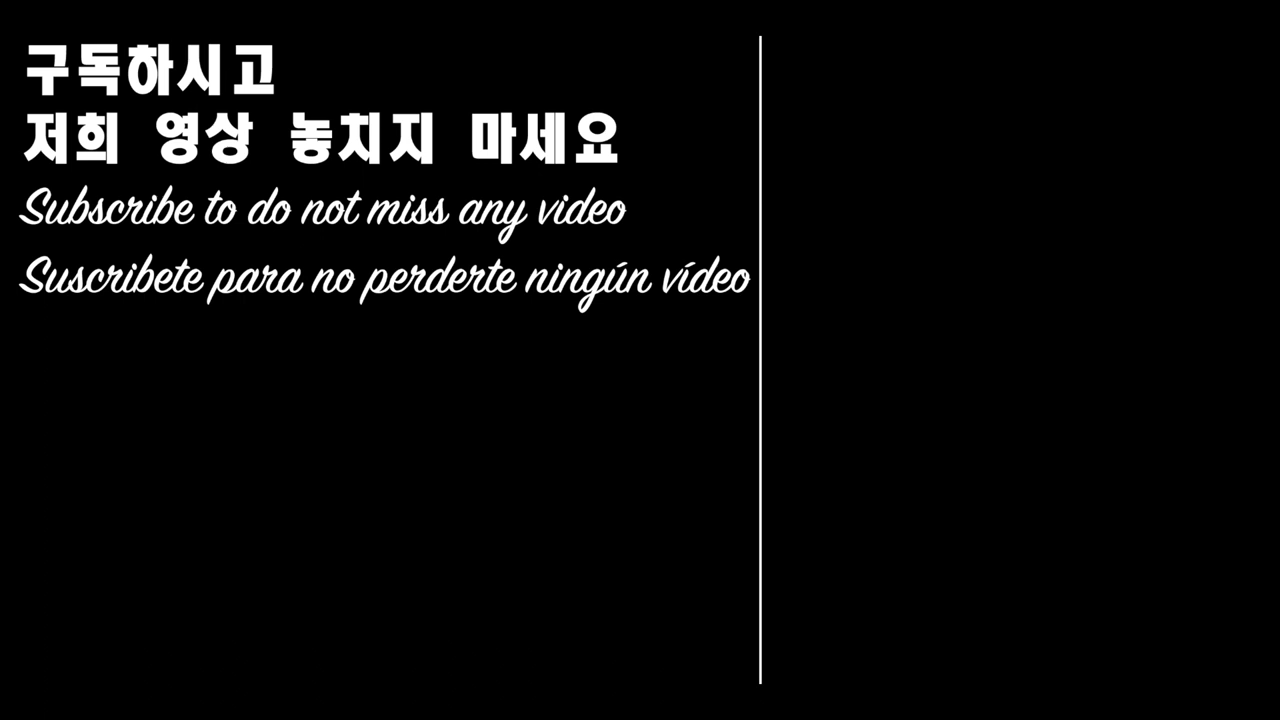 구독하시고
저희 영상 놓치지 마세요
Subscribe to do not miss any video
Suscribete para no perderte ningún vídeo